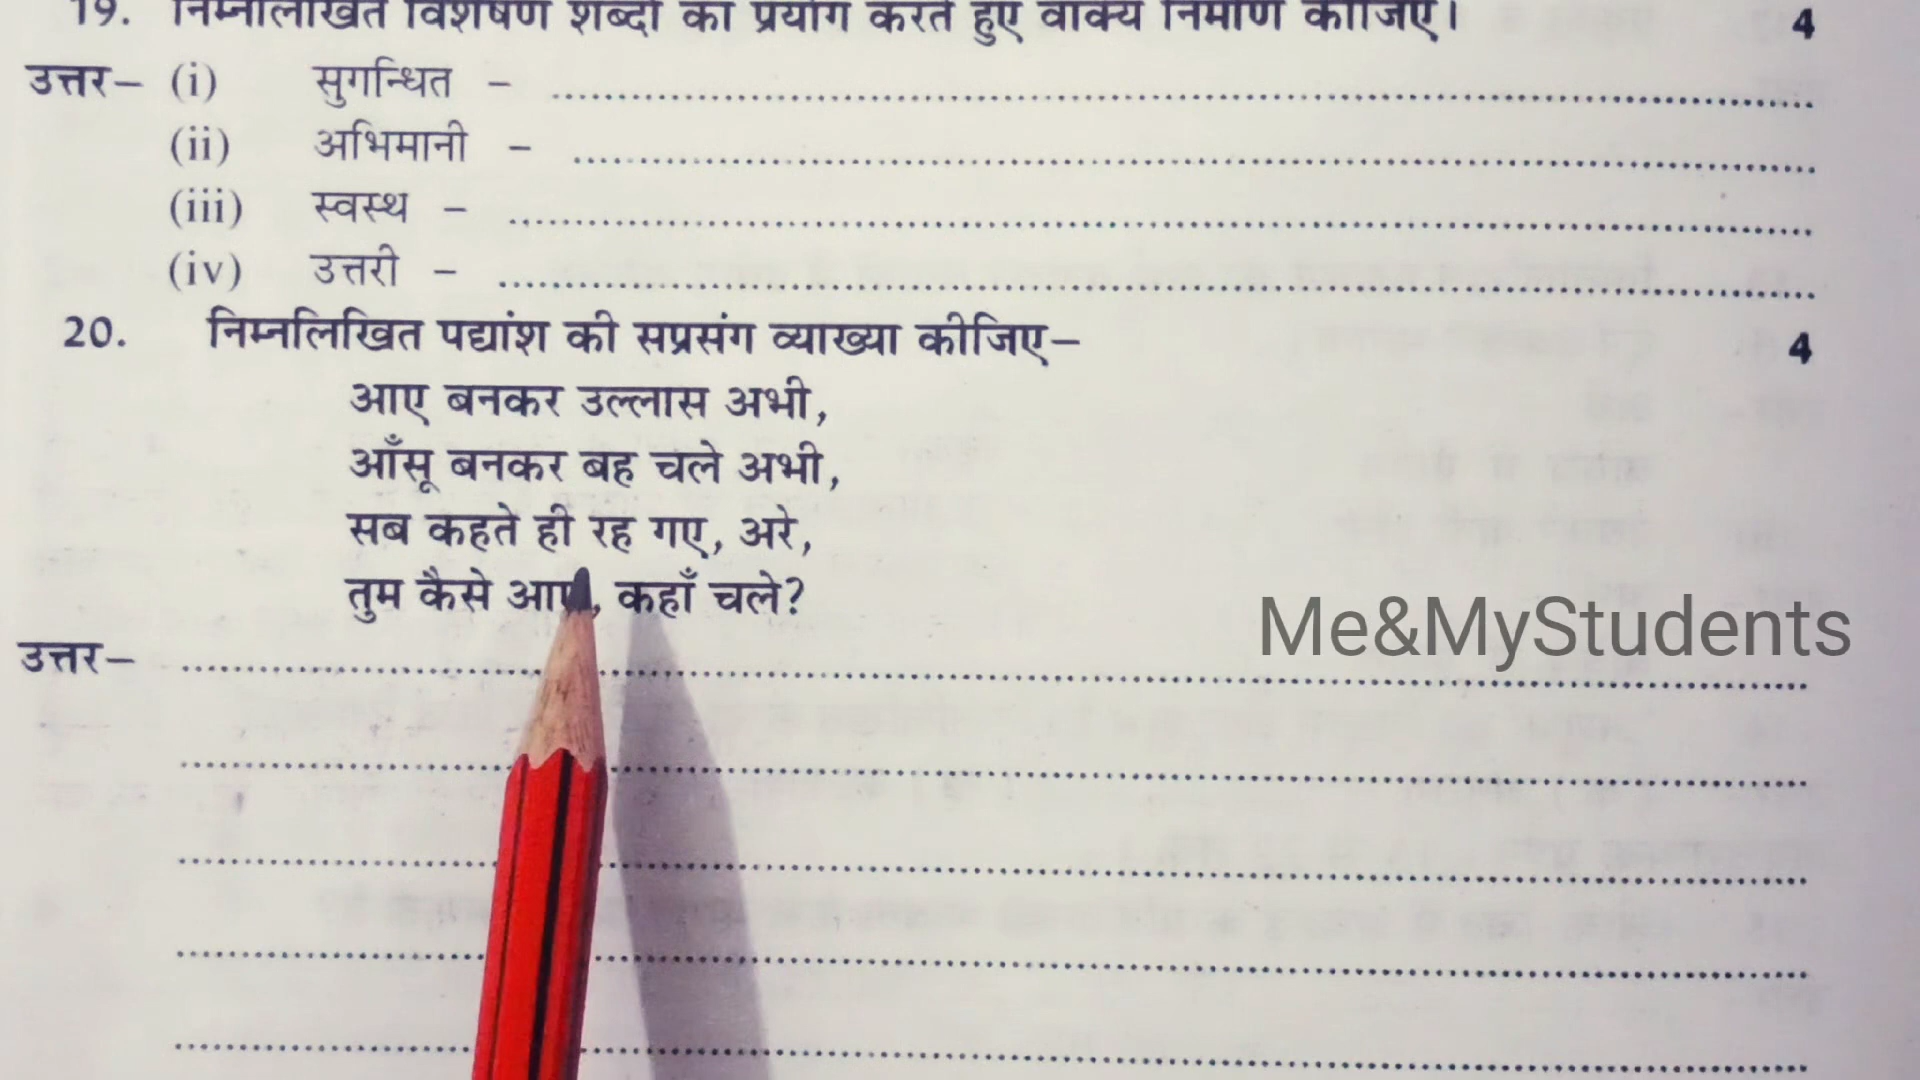 19. निम्नलिखित विशेषण शब्दों का प्रयोग करते हुए वाक्य निर्माण कीजिए। 4
उत्तर– (i) सुगन्धित –
(ii) अभिमानी –
(iii) स्वस्थ –
(iv) उत्तरी –
20. निम्नलिखित पद्यांश की सप्रसंग व्याख्या कीजिए– 4
आए बनकर उल्लास अभी,
आँसू बनकर बह चले अभी,
सब कहते ही रह गए, अरे,
तुम कैसे आए, कहाँ चले?
Me&MyStudents
उत्तर–